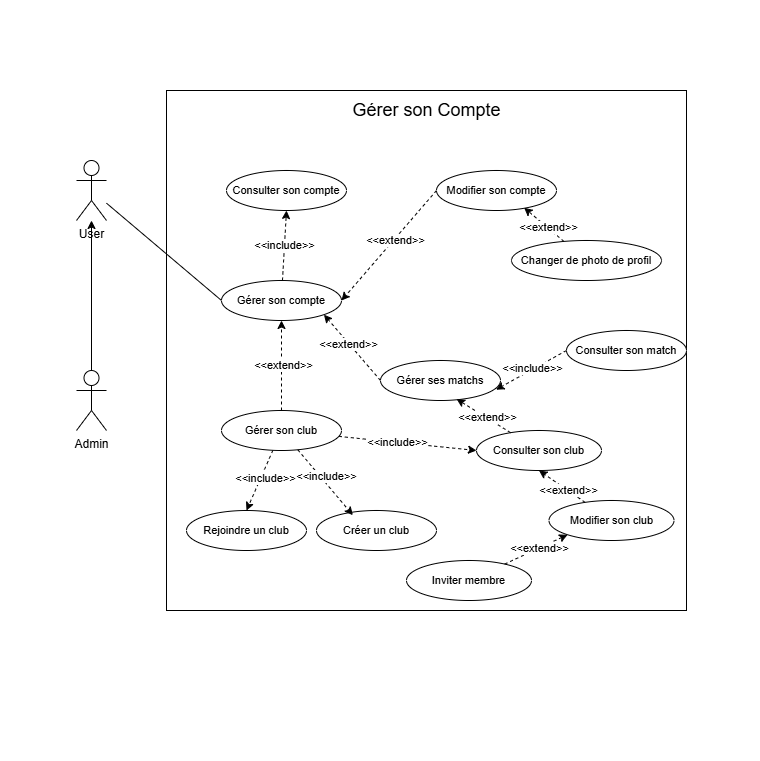 Gérer son Compte
Consulter son compte
Modifier son compte
<<extend>>
User
<<extend>>
<<include>>
Changer de photo de profil
Gérer son compte
<<extend>>
Consulter son match
<<extend>>
<<include>>
Gérer ses matchs
<<extend>>
Gérer son club
Admin
<<include>>
Consulter son club
<<include>>
<<include>>
<<extend>>
Rejoindre un club
Créer un club
Modifier son club
<<extend>>
Inviter membre